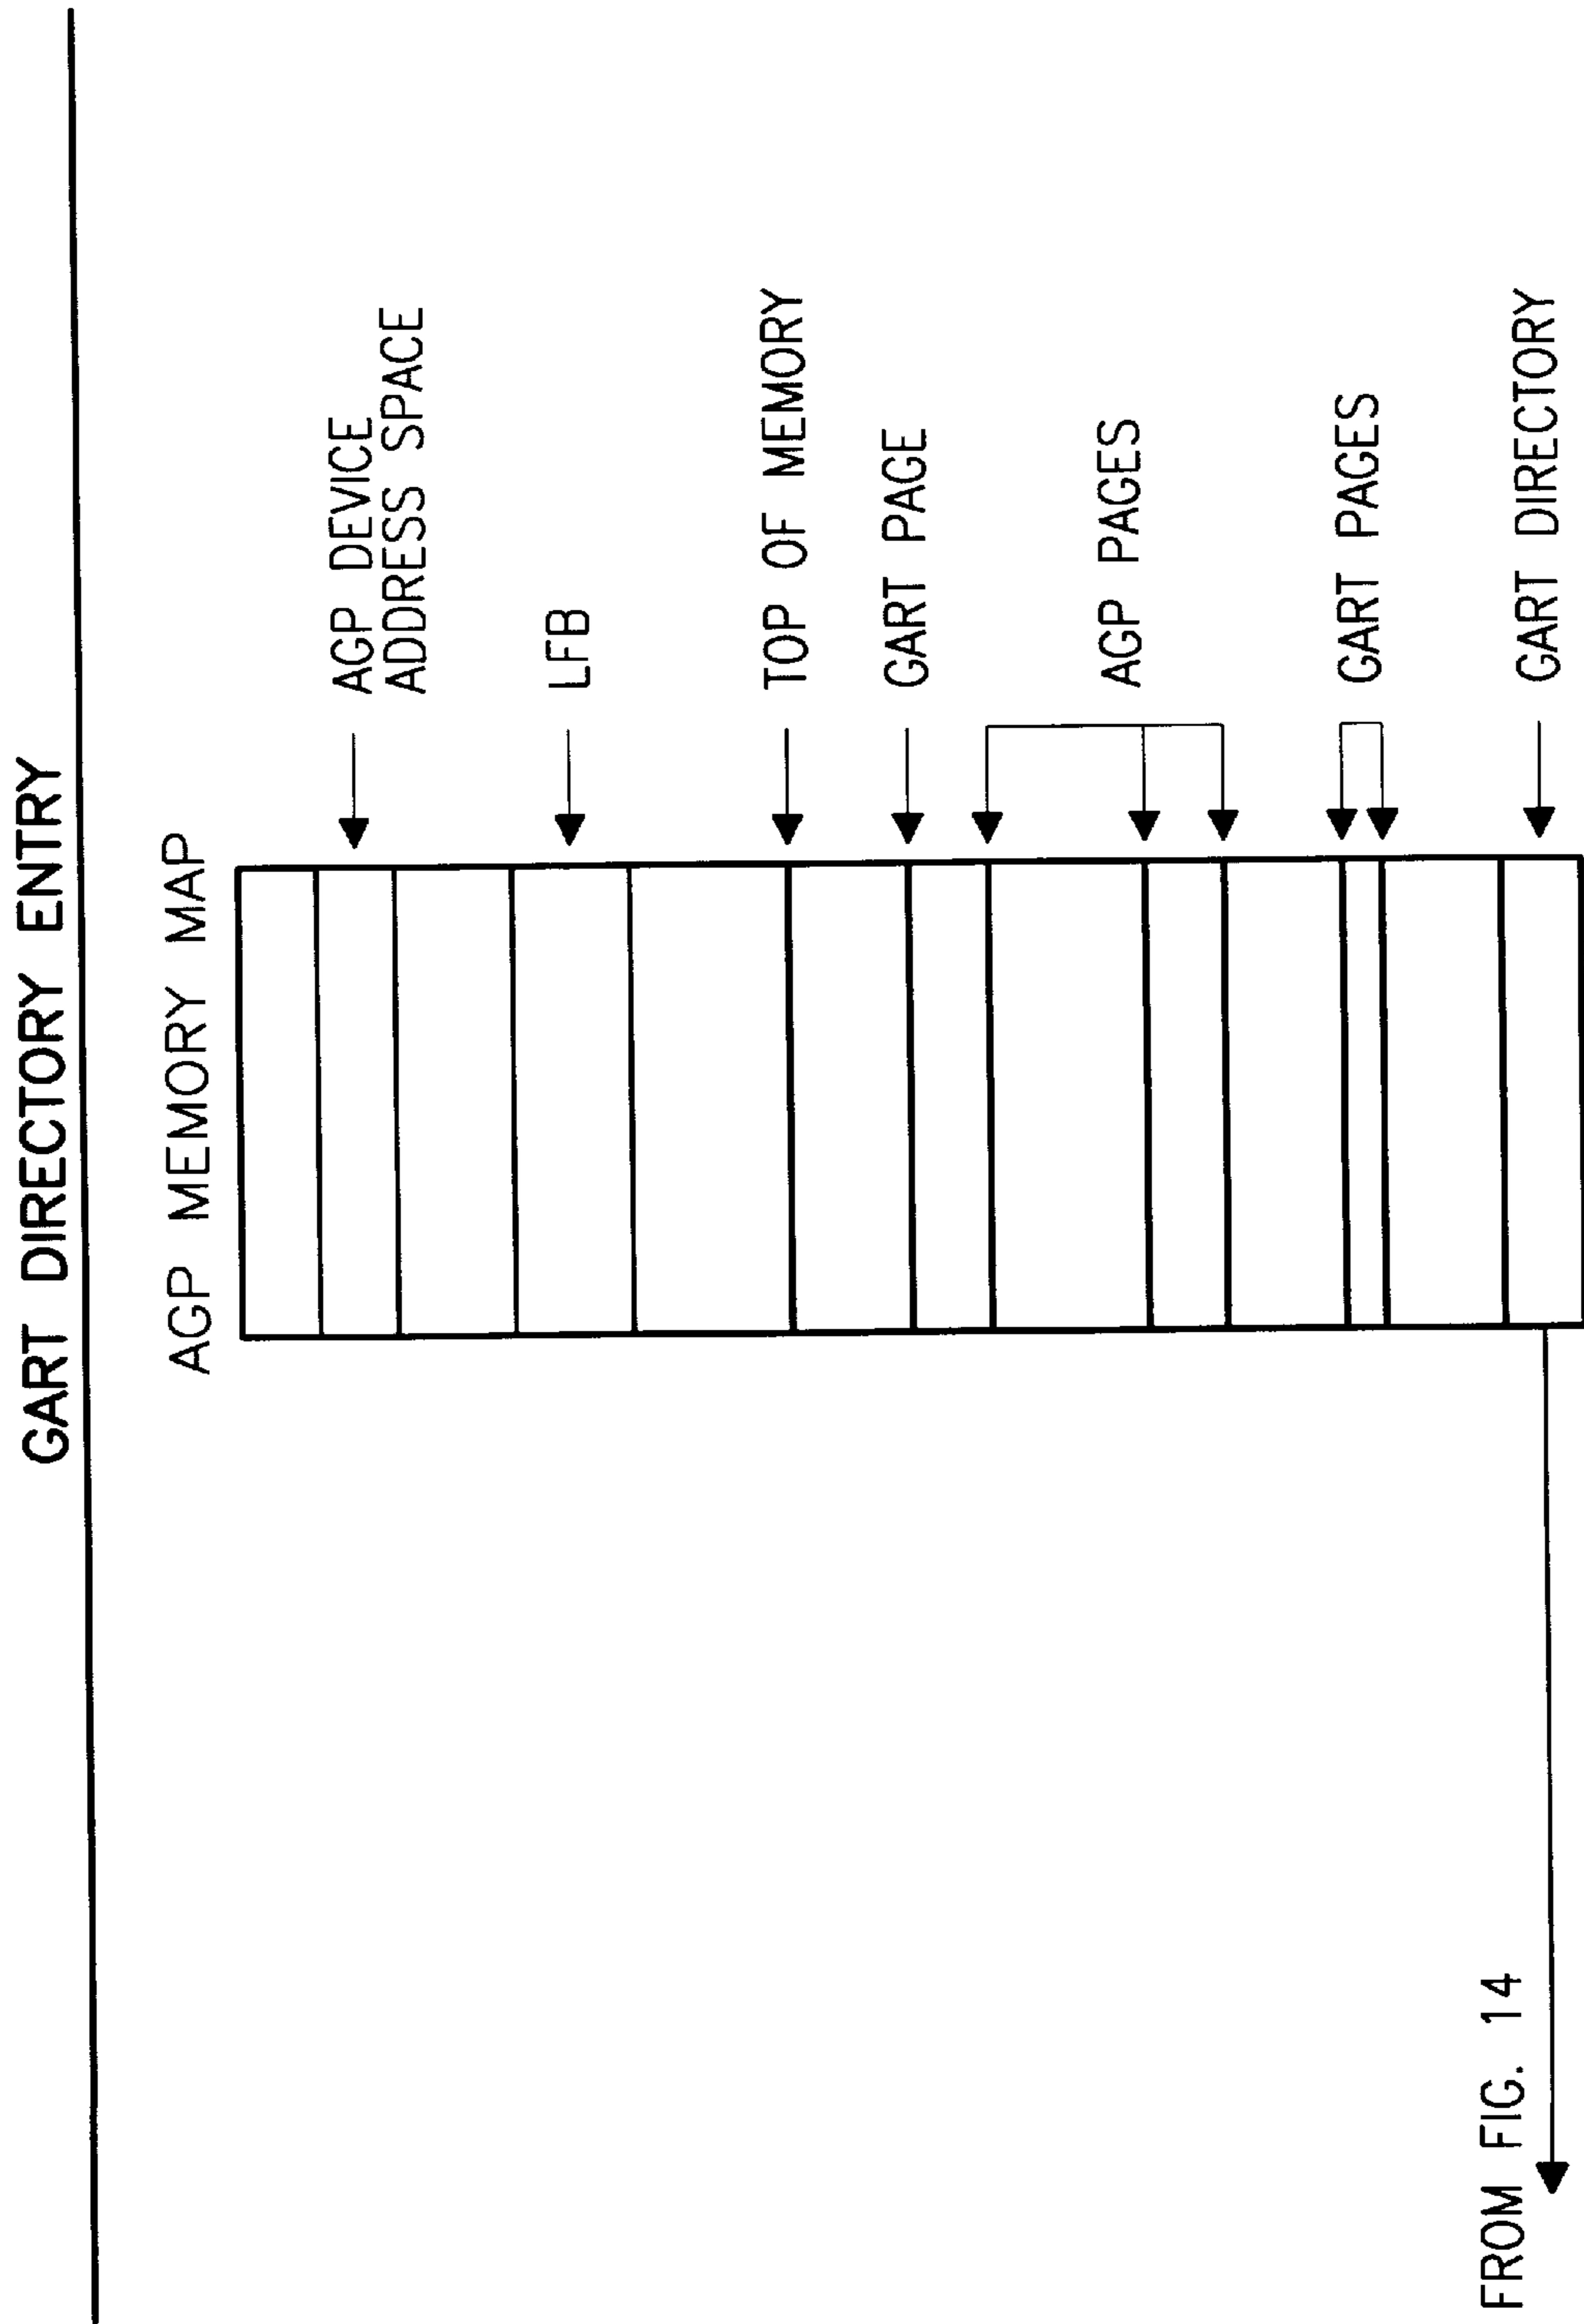 GART DIRECTORY ENTRY
AGP MEMORY MAP
AGP DEVICE
ADDRESS SPACE
LFB
TOP OF MEMORY
GART PAGE
AGP PAGES
GART PAGES
GART DIRECTORY
FROM FIG. 14